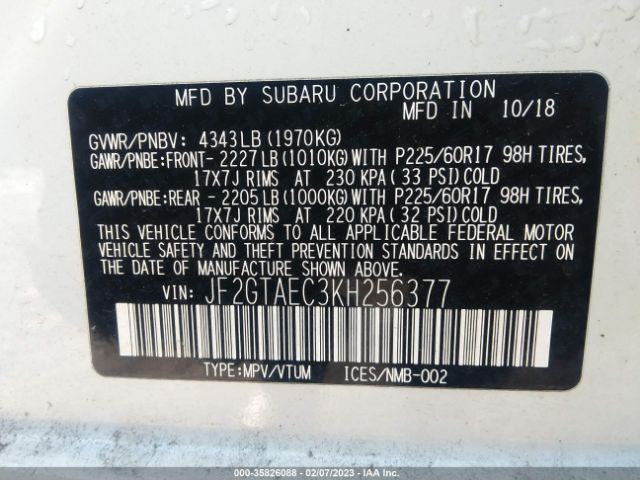 MFD BY SUBARU CORPORATION
MFD IN 10/18
GVWR/PNBV: 4343LB (1970KG)
GAWR/PNBE:FRONT- 2227LB (1010KG) WITH P225/60R17 98H TIRES,
17X7J RIMS AT 230 KPA (33 PSI) COLD
GAWR/PNBE:REAR - 2205LB (1000KG) WITH P225/60R17 98H TIRES,
17X7J RIMS AT 220 KPA (32 PSI) COLD
THIS VEHICLE CONFORMS TO ALL APPLICABLE FEDERAL MOTOR
VEHICLE SAFETY AND THEFT PREVENTION STANDARDS IN EFFECT
ON THE DATE OF MANUFACTURE SHOWN ABOVE.
VIN: JF2GTAEC3KH256377
TYPE:MPV/VTUM ICES/NMB-002
000-35826088 - 02/07/2023 - IAA Inc.